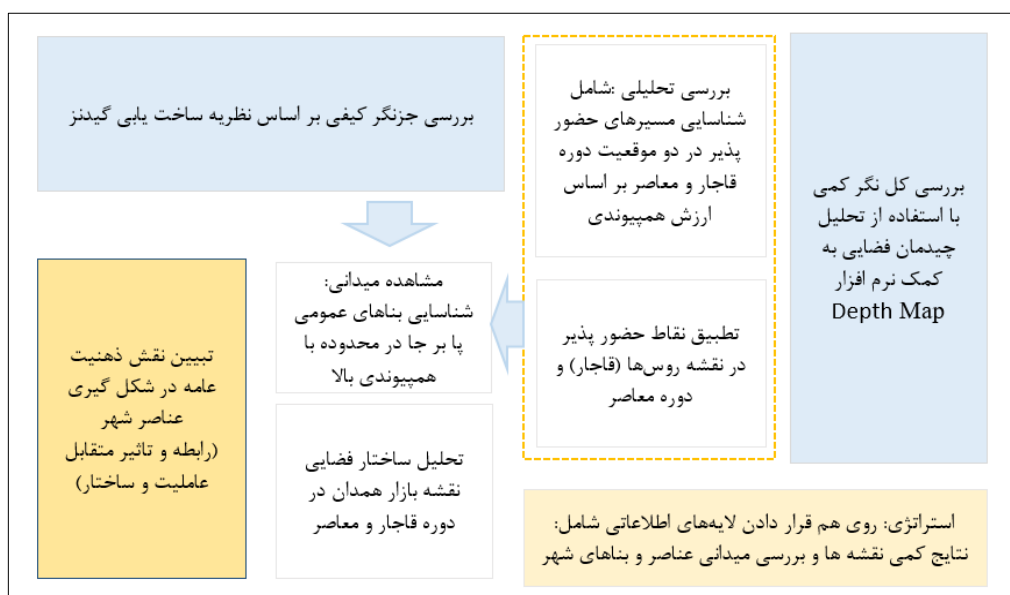 بررسی کل نگر کمی
با استفاده از تحلیل
چیدمان فضایی به
کمک نرم افزار
Depth Map
بررسی تحلیلی :شامل
شناسایی مسیرهای حضور
پذیر در دو موقعیت دوره
قاجار و معاصر بر اساس
ارزش همپیوندی
تطبیق نقاط حضور پذیر
در نقشه روس‌ها (قاجار) و
دوره معاصر
بررسی جزنگر کیفی بر اساس نظریه ساخت یابی گیدنز
مشاهده میدانی:
شناسایی بناهای عمومی
پا بر جا در محدوده با
همپیوندی بالا
تحلیل ساختار فضایی
نقشه بازار همدان در
دوره قاجار و معاصر
تبیین نقش ذهنیت
عامه در شکل گیری
عناصر شهر
(رابطه و تاثیر متقابل
عاملیت و ساختار)
استراتژی: روی هم قرار دادن لایه‌های اطلاعاتی شامل:
نتایج کمی نقشه ها و بررسی میدانی عناصر و بناهای شهر